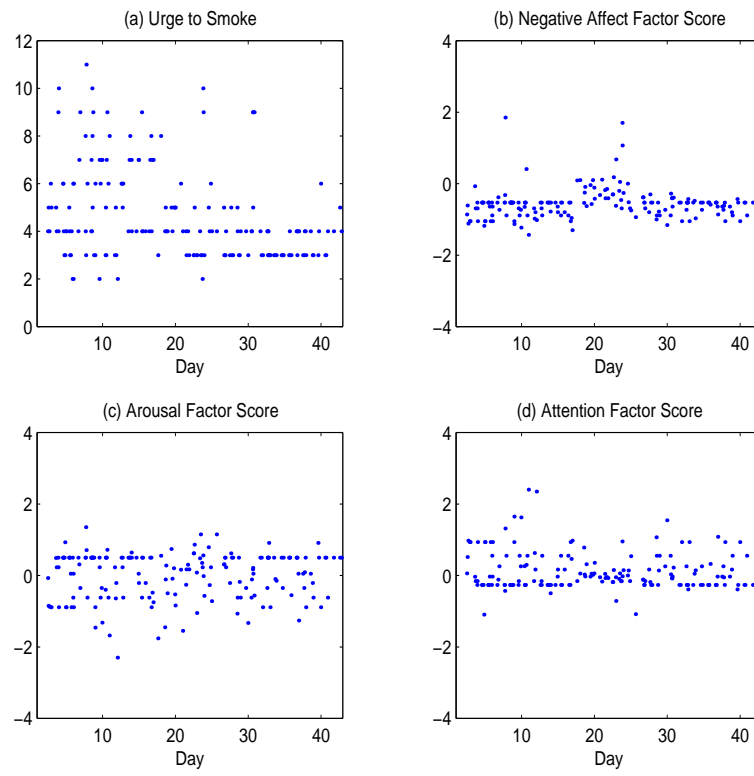 (a) Urge to Smoke
12
10
8
6
4
2
0
10 20 30 40
Day
(b) Negative Affect Factor Score
4
2
0
−2
−4
10 20 30 40
Day
(c) Arousal Factor Score
4
2
0
−2
−4
10 20 30 40
Day
(d) Attention Factor Score
4
2
0
−2
−4
10 20 30 40
Day